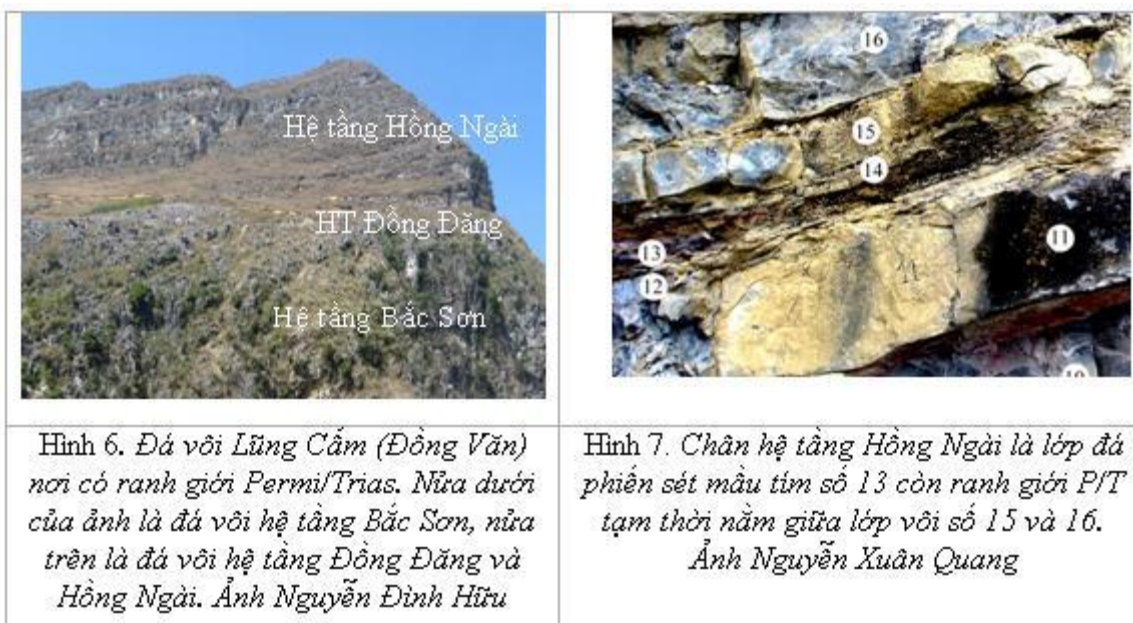 Hệ tầng Hồng Ngài
HT Đồng Đăng
Hệ tầng Bắc Sơn
16
15
14
13
12
11
11
10
Hình 6. Đá vôi Lũng Cẩm (Đồng Văn)
nơi có ranh giới Permi/Trias. Nửa dưới
của ảnh là đá vôi hệ tầng Bắc Sơn, nửa
trên là đá vôi hệ tầng Đồng Đăng và
Hồng Ngài. Ảnh Nguyễn Đình Hữu
Hình 7. Chân hệ tầng Hồng Ngài là lớp đá
phiến sét mầu tím số 13 còn ranh giới P/T
tạm thời nằm giữa lớp vôi số 15 và 16.
Ảnh Nguyễn Xuân Quang